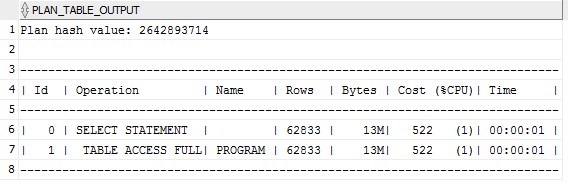 PLAN_TABLE_OUTPUT
1 Plan hash value: 2642893714
2
3 -------------------------------------------------------------------------------
4 | Id  | Operation         | Name    | Rows  | Bytes | Cost (%CPU)| Time     |
5 -------------------------------------------------------------------------------
6 |   0 | SELECT STATEMENT  |         | 62833 |    13M|   522   (1)| 00:00:01 |
7 |   1 |  TABLE ACCESS FULL| PROGRAM | 62833 |    13M|   522   (1)| 00:00:01 |
8 -------------------------------------------------------------------------------